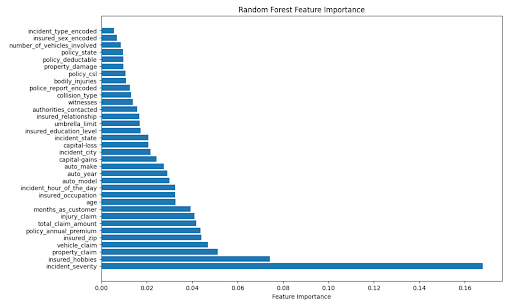 Random Forest Feature Importance
incident_type_encoded
insured_sex_encoded
number_of_vehicles_involved
policy_state
policy_deductable
property_damage
policy_csl
bodily_injuries
police_report_encoded
collision_type
witnesses
authorities_contacted
insured_relationship
umbrella_limit
insured_education_level
incident_state
capital-loss
incident_city
capital-gains
auto_make
auto_year
auto_model
incident_hour_of_the_day
insured_occupation
age
months_as_customer
injury_claim
total_claim_amount
policy_annual_premium
insured_zip
vehicle_claim
property_claim
insured_hobbies
incident_severity
0.00 0.02 0.04 0.06 0.08 0.10 0.12 0.14 0.16
Feature Importance